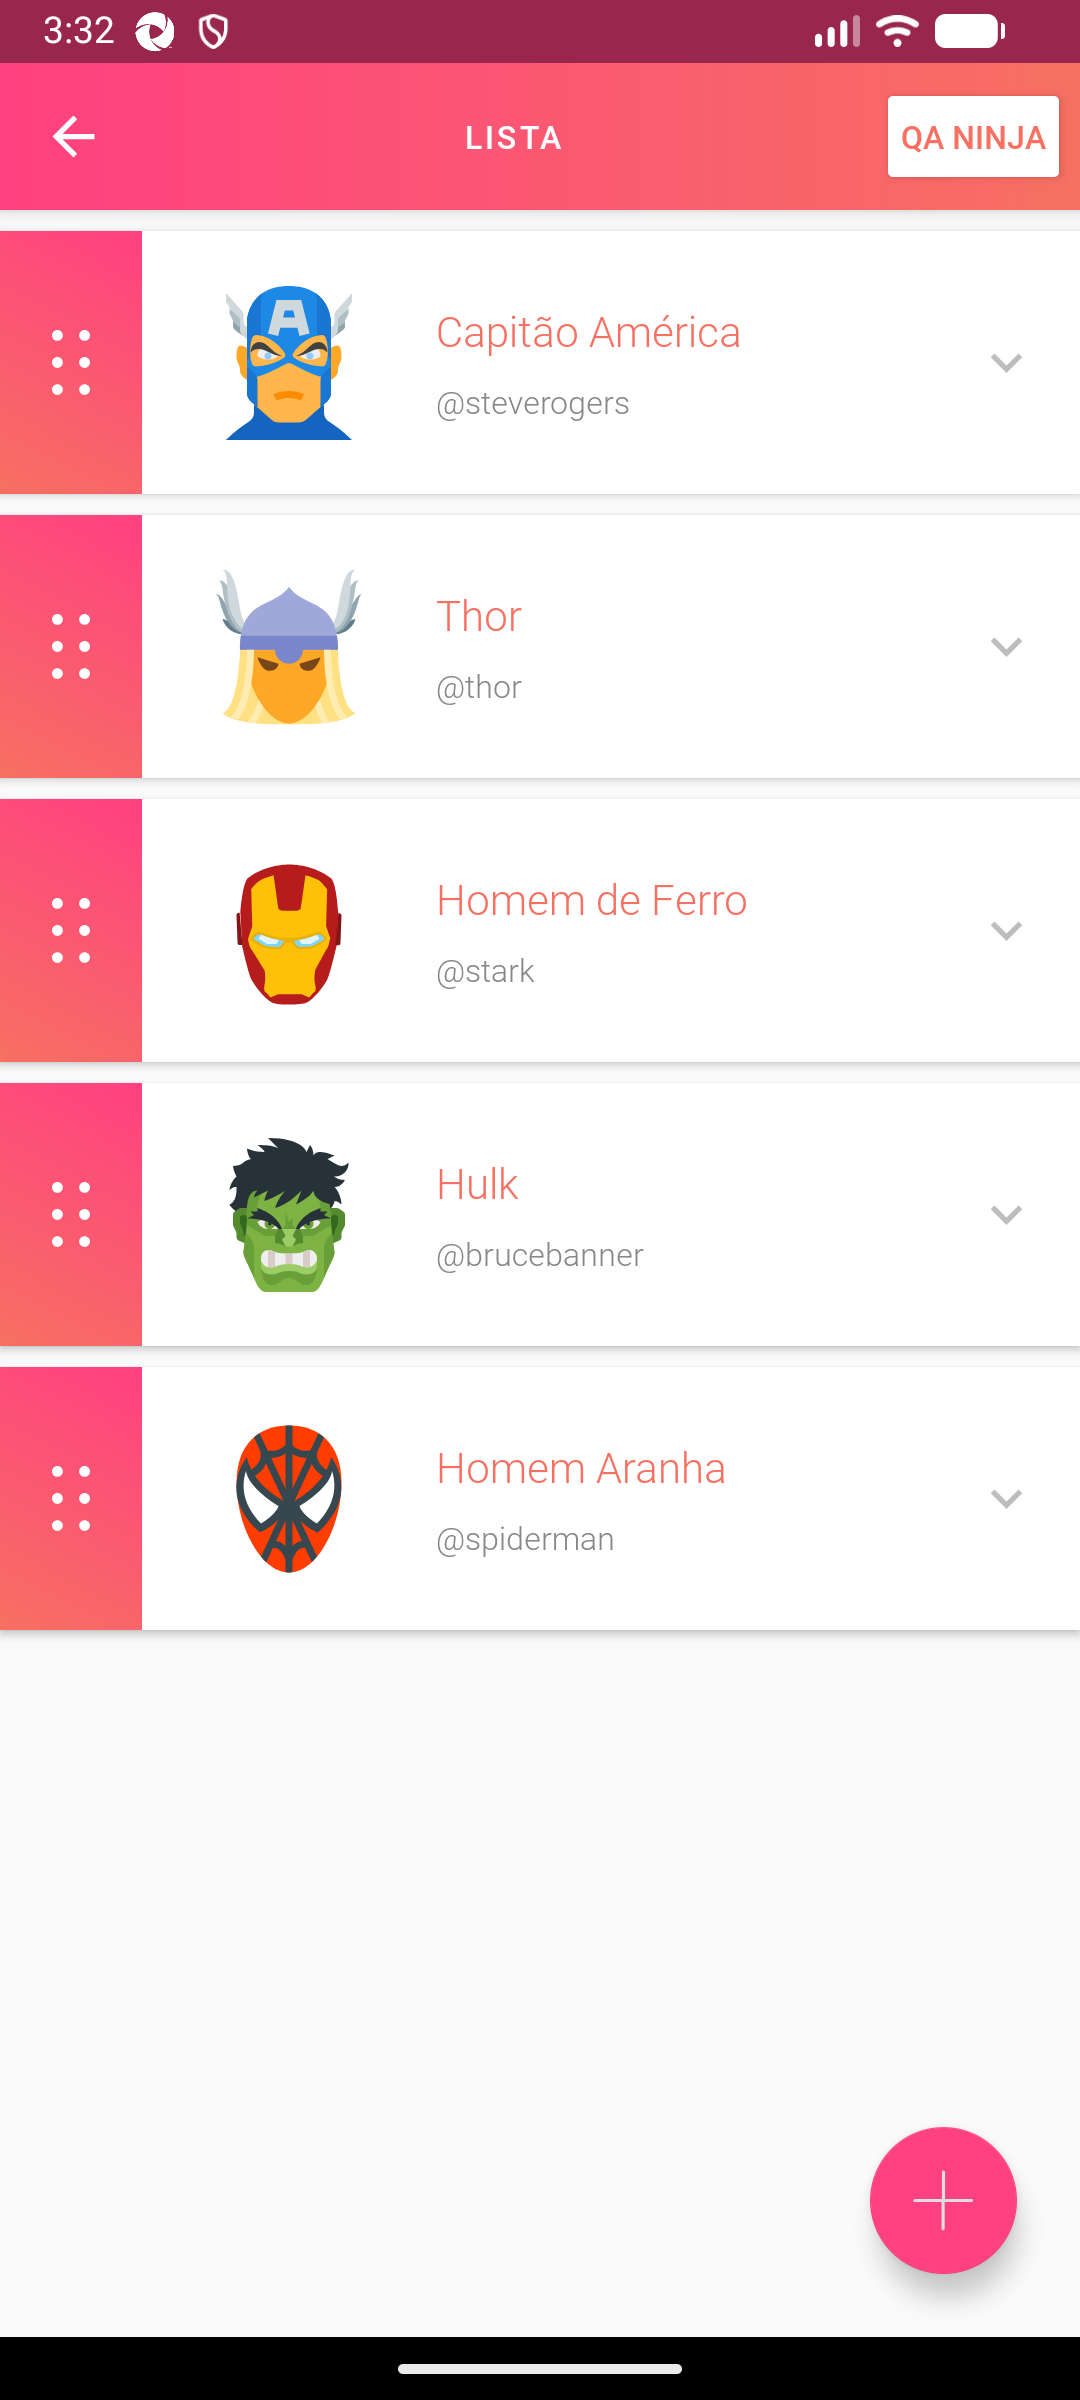 3:32
LISTA
QA NINJA
Capitão América
@steverogers
Thor
@thor
Homem de Ferro
@stark
Hulk
@brucebanner
Homem Aranha
@spiderman